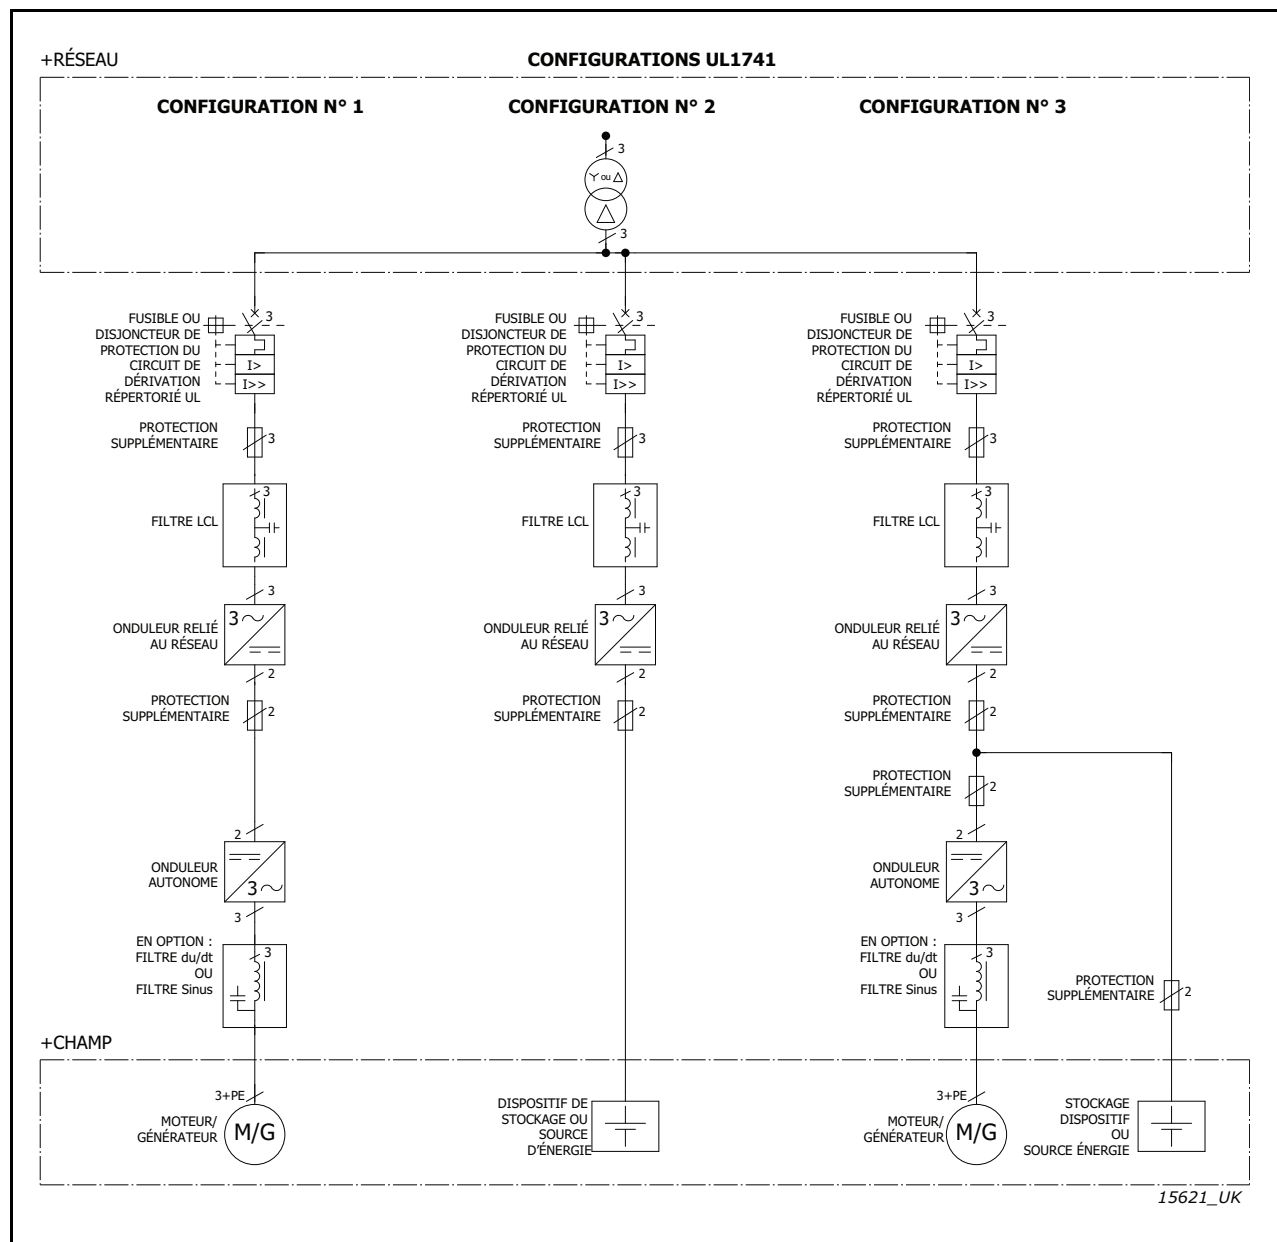 +RÉSEAU
CONFIGURATIONS UL1741
CONFIGURATION N° 1
CONFIGURATION N° 2
CONFIGURATION N° 3
3
Y ou Δ
Δ
3
FUSIBLE OU
DISJONCTEUR DE
PROTECTION DU
CIRCUIT DE
DÉRIVATION
RÉPERTORIÉ UL
3
I>
I>>
FUSIBLE OU
DISJONCTEUR DE
PROTECTION DU
CIRCUIT DE
DÉRIVATION
RÉPERTORIÉ UL
3
I>
I>>
FUSIBLE OU
DISJONCTEUR DE
PROTECTION DU
CIRCUIT DE
DÉRIVATION
RÉPERTORIÉ UL
3
I>
I>>
PROTECTION
SUPPLÉMENTAIRE
3
PROTECTION
SUPPLÉMENTAIRE
3
PROTECTION
SUPPLÉMENTAIRE
3
FILTRE LCL
3
FILTRE LCL
3
FILTRE LCL
3
3
3
3
ONDULEUR RELIÉ
AU RÉSEAU
3
ONDULEUR RELIÉ
AU RÉSEAU
3
ONDULEUR RELIÉ
AU RÉSEAU
3
2
2
2
PROTECTION
SUPPLÉMENTAIRE
2
PROTECTION
SUPPLÉMENTAIRE
2
PROTECTION
SUPPLÉMENTAIRE
2
PROTECTION
SUPPLÉMENTAIRE
2
2
2
ONDULEUR
AUTONOME
3
ONDULEUR
AUTONOME
3
3
3
EN OPTION :
FILTRE du/dt
OU
FILTRE Sinus
3
EN OPTION :
FILTRE du/dt
OU
FILTRE Sinus
3
PROTECTION
SUPPLÉMENTAIRE
2
+CHAMP
3+PE
MOTEUR/
GÉNÉRATEUR
M/G
DISPOSITIF DE
STOCKAGE OU
SOURCE
D'ÉNERGIE
3+PE
MOTEUR/
GÉNÉRATEUR
M/G
STOCKAGE
DISPOSITIF
OU
SOURCE ÉNERGIE
15621_UK